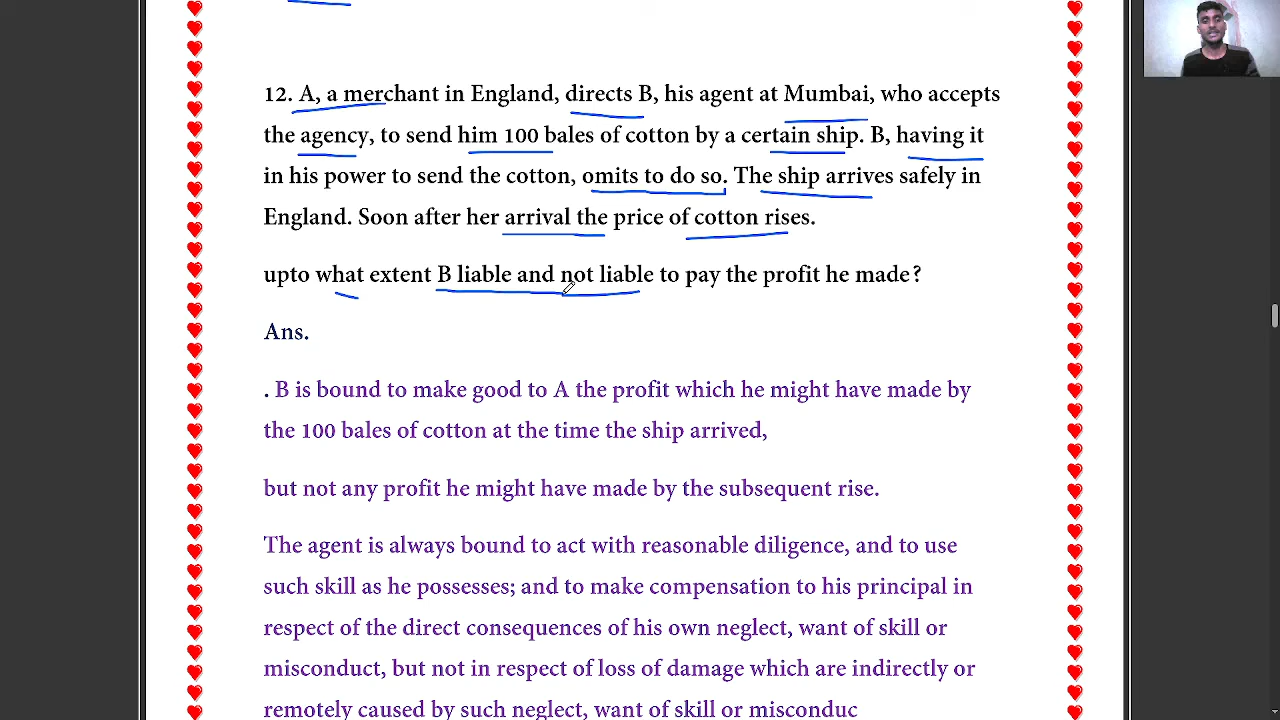 12. A, a merchant in England, directs B, his agent at Mumbai, who accepts
the agency, to send him 100 bales of cotton by a certain ship. B, having it
in his power to send the cotton, omits to do so. The ship arrives safely in
England. Soon after her arrival the price of cotton rises.
upto what extent B liable and not liable to pay the profit he made?
Ans.
. B is bound to make good to A the profit which he might have made by
the 100 bales of cotton at the time the ship arrived,
but not any profit he might have made by the subsequent rise.
The agent is always bound to act with reasonable diligence, and to use
such skill as he possesses; and to make compensation to his principal in
respect of the direct consequences of his own neglect, want of skill or
misconduct, but not in respect of loss of damage which are indirectly or
remotely caused by such neglect, want of skill or misconduc